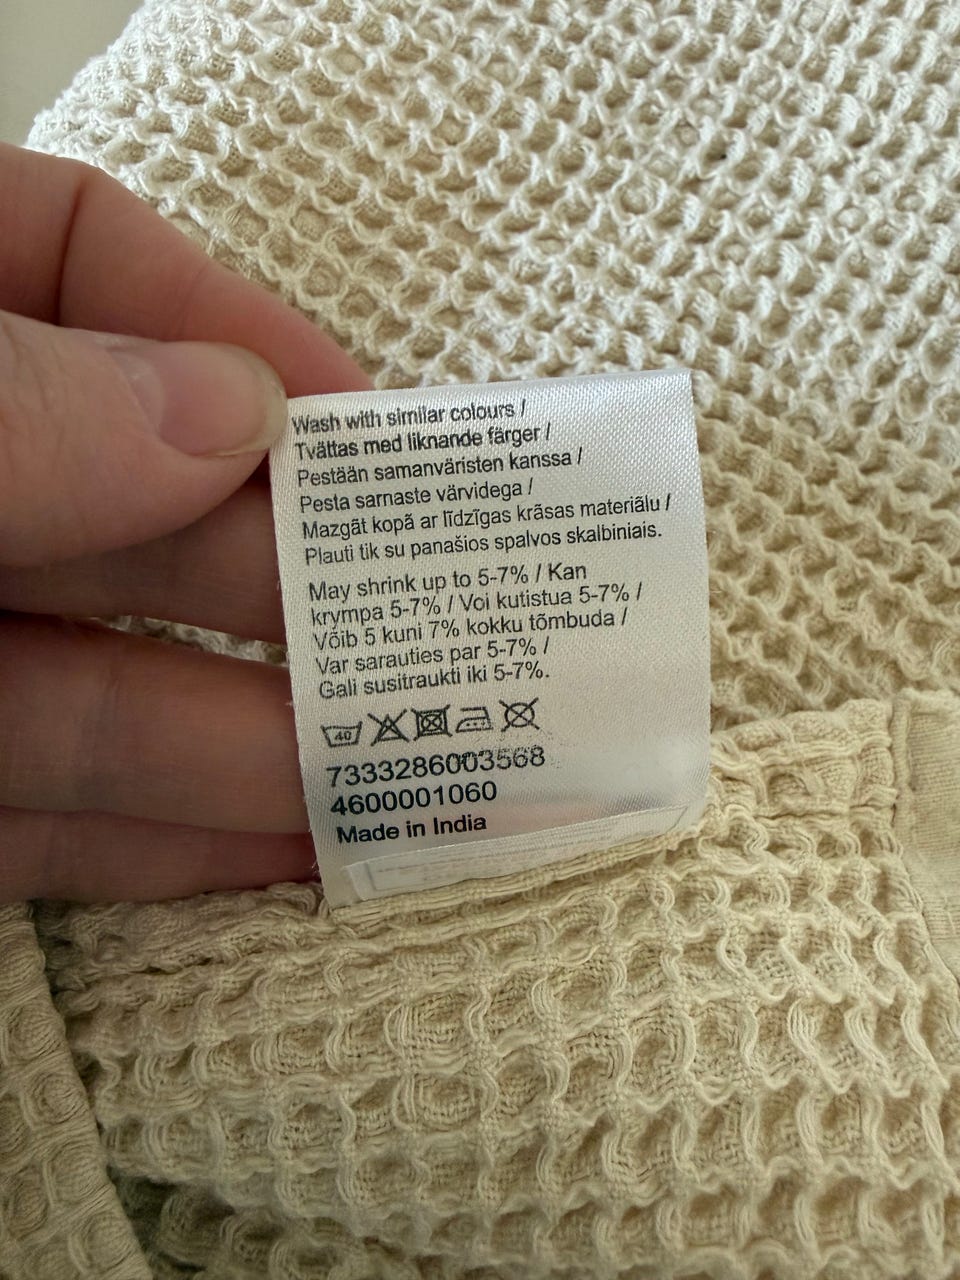 Wash with similar colours /
Tvättas med liknande färger /
Pestään samanväristen kanssa /
Pesta sarnaste värvidega /
Mazgāt kopā ar līdzīgas krāsas materiālu /
Plauti tik su panašios spalvos skalbiniais.
May shrink up to 5-7% / Kan
krympa 5-7% / Voi kutistua 5-7% /
Võib 5 kuni 7% kokku tõmbuda /
Var sarauties par 5-7% /
Gali susitraukti iki 5-7%.
40
7333286003568
4600001060
Made in India